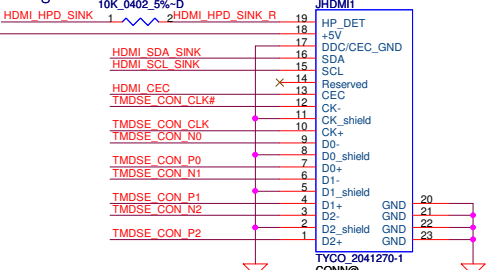 10K_0402_5%~D
JHDMI1
HDMI_HPD_SINK 1 2 HDMI_HPD_SINK_R 19 HP_DET
18 +5V
17 DDC/CEC_GND
HDMI_SDA_SINK 16 SDA
HDMI_SCL_SINK 15 SCL
14 Reserved
HDMI_CEC 13 CEC
TMDSE_CON_CLK# 12 CK-
11 CK_shield
TMDSE_CON_CLK 10 CK+
TMDSE_CON_N0 9 D0-
8 D0_shield
TMDSE_CON_P0 7 D0+
TMDSE_CON_N1 6 D1-
5 D1_shield
TMDSE_CON_P1 4 D1+ GND 20
TMDSE_CON_N2 3 D2- GND 21
2 D2_shield GND 22
TMDSE_CON_P2 1 D2+ GND 23
TYCO_2041270-1
CONN@